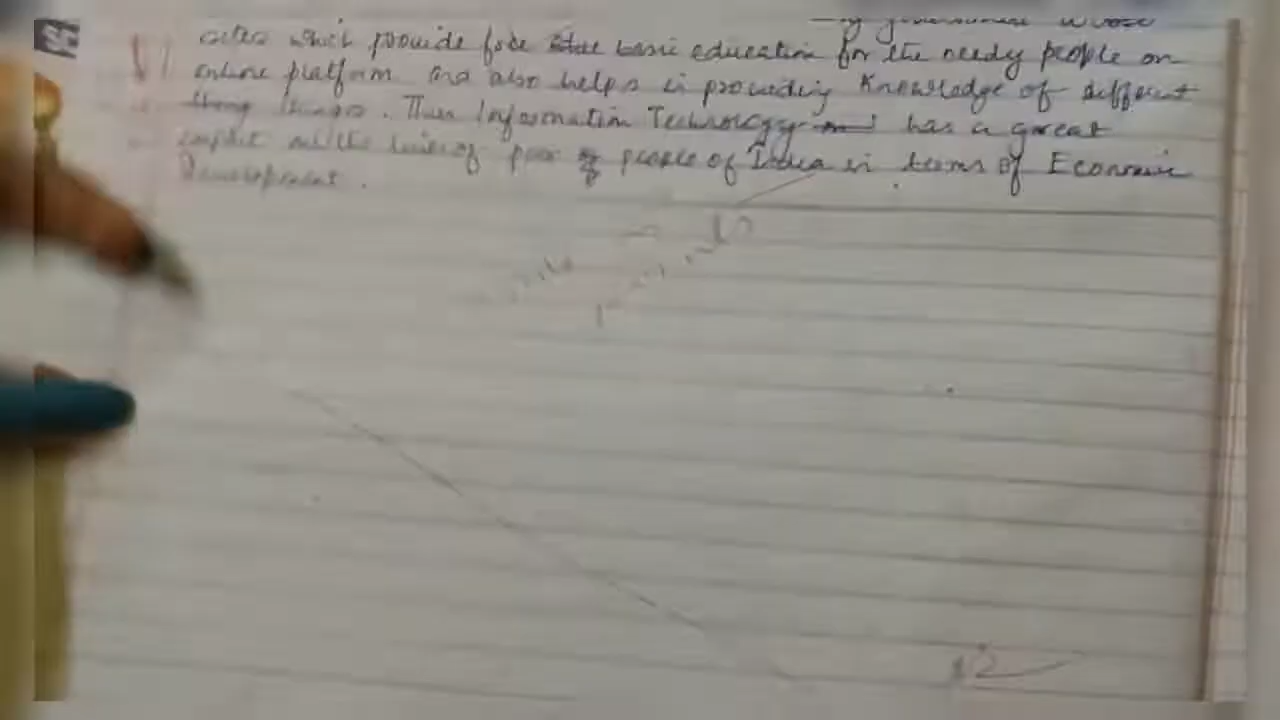 by government whose
sites which provide free basic education for the needy people on
online platform and also helps in providing Knowledge of different
things. Thus Information Technology has a great
on the lives of poor people of India in terms of Economic
Development.